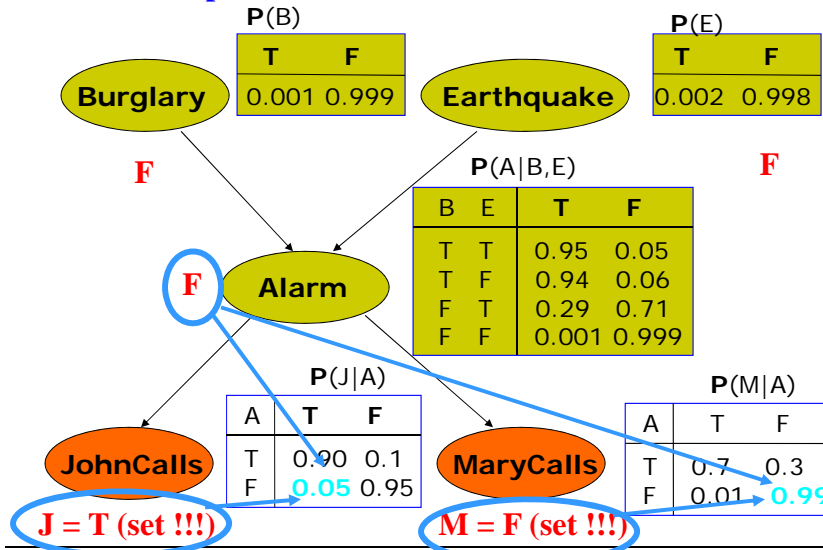 P(B)
T F
0.001 0.999
P(E)
T F
0.002 0.998
Burglary
Earthquake
F
F
P(A|B,E)
B E T F
T T 0.95 0.05
T F 0.94 0.06
F T 0.29 0.71
F F 0.001 0.999
F
Alarm
P(J|A)
A T F
T 0.90 0.1
F 0.05 0.95
P(M|A)
A T F
T 0.7 0.3
F 0.01 0.99
JohnCalls
MaryCalls
J = T (set !!!)
M = F (set !!!)